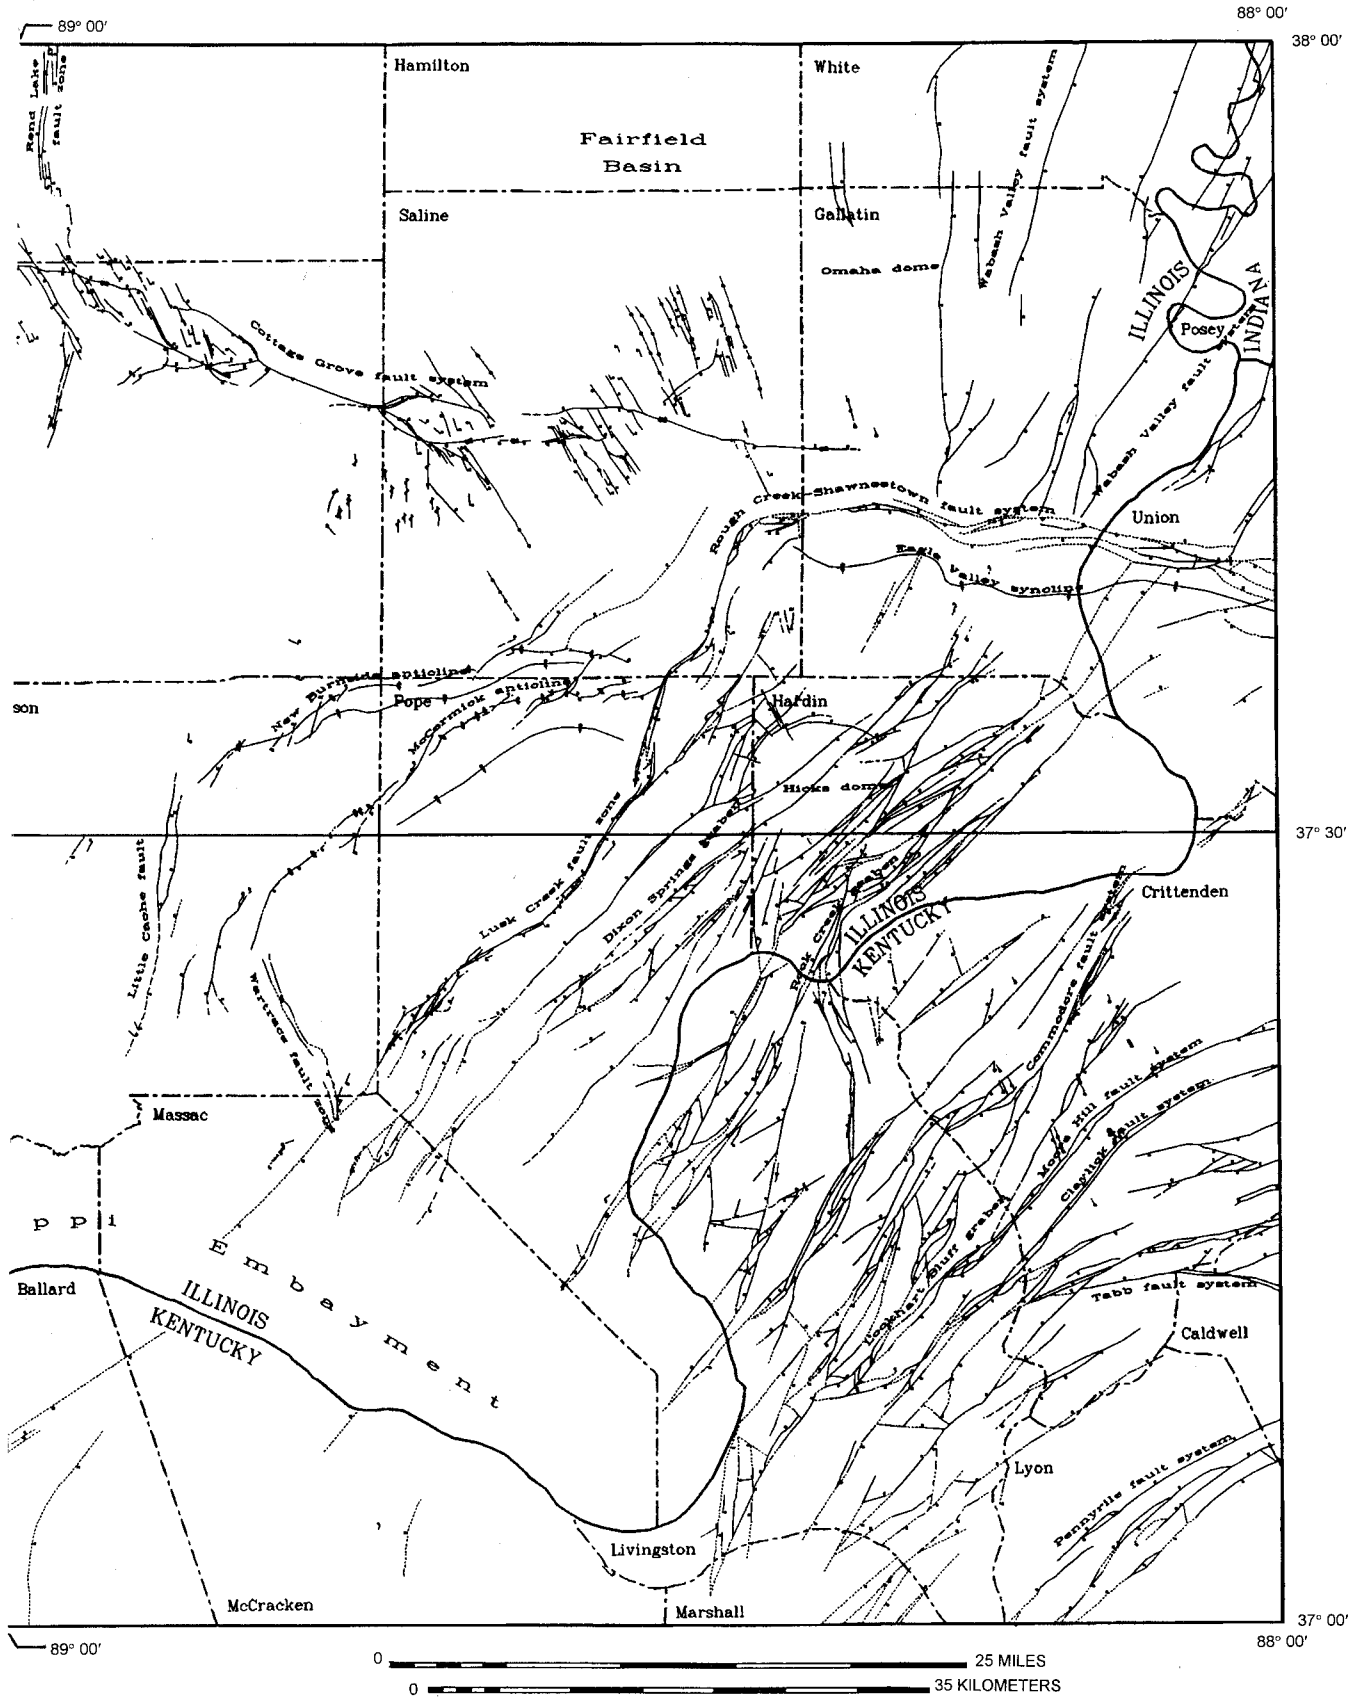 89° 00'
88° 00'
38° 00'
Hamilton
White
Rend Lake
fault zone
Fairfield
Basin
Wabash Valley fault system
Saline
Gallatin
Omaha dome
ILLINOIS
INDIANA
Posey
Cottage Grove fault system
Wabash Valley fault system
Rough Creek-Shawneetown fault system
Union
Eagle Valley syncline
New Burnside anticline
son
Pope
McCormick anticline
Hardin
Hicks dome
37° 30'
Little Cache fault
Lusk Creek fault zone
Dixon Springs graben
Rock Creek graben
ILLINOIS
KENTUCKY
Crittenden
Wartrace fault zone
Commodore fault system
Massac
Moore Hill fault system
Claylick fault system
p p i
Embayment
Lockhart Bluff graben
Ballard
ILLINOIS
KENTUCKY
Tabb fault system
Caldwell
Lyon
Pennyrile fault system
Livingston
McCracken
Marshall
37° 00'
89° 00'
88° 00'
0 25 MILES
0 35 KILOMETERS